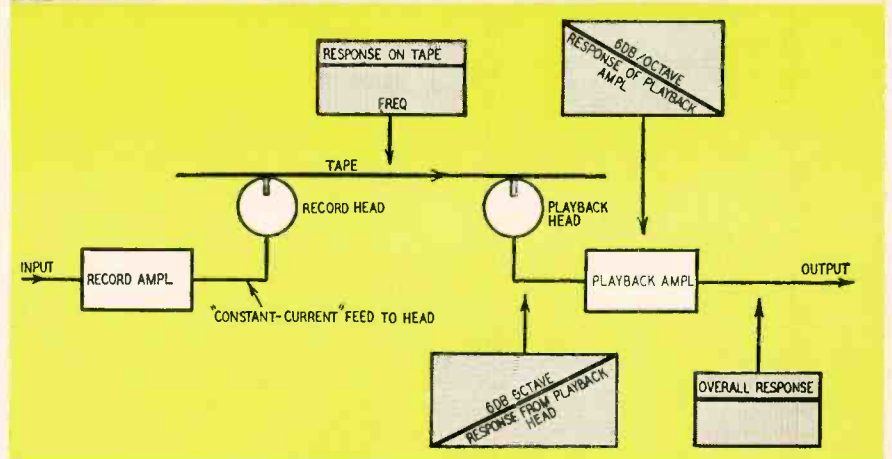 RESPONSE ON TAPE
FREQ
6DB/OCTAVE
RESPONSE OF PLAYBACK
AMPL
TAPE
RECORD HEAD
PLAYBACK
HEAD
INPUT
RECORD AMPL
"CONSTANT-CURRENT" FEED TO HEAD
PLAYBACK AMPL
OUTPUT
6DB OCTAVE
RESPONSE FROM PLAYBACK
HEAD
OVERALL RESPONSE